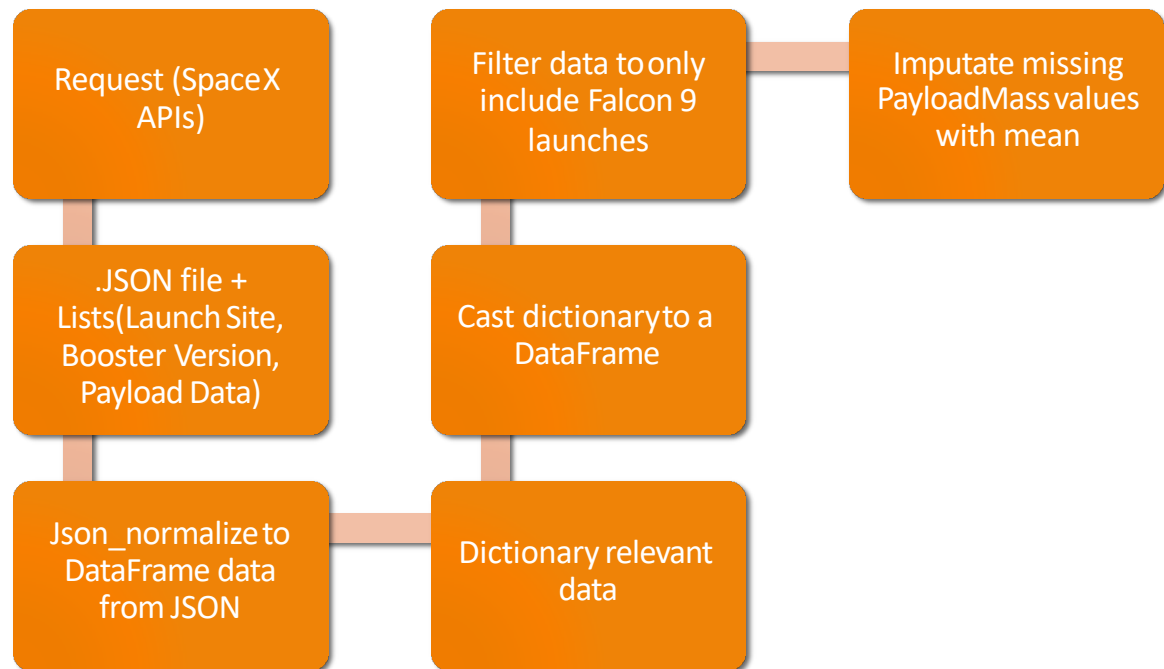 Request (SpaceX
APIs)
.JSON file +
Lists(Launch Site,
Booster Version,
Payload Data)
Json_normalize to
DataFrame data
from JSON
Dictionary relevant
data
Cast dictionary to a
DataFrame
Filter data to only
include Falcon 9
launches
Imputate missing
PayloadMass values
with mean